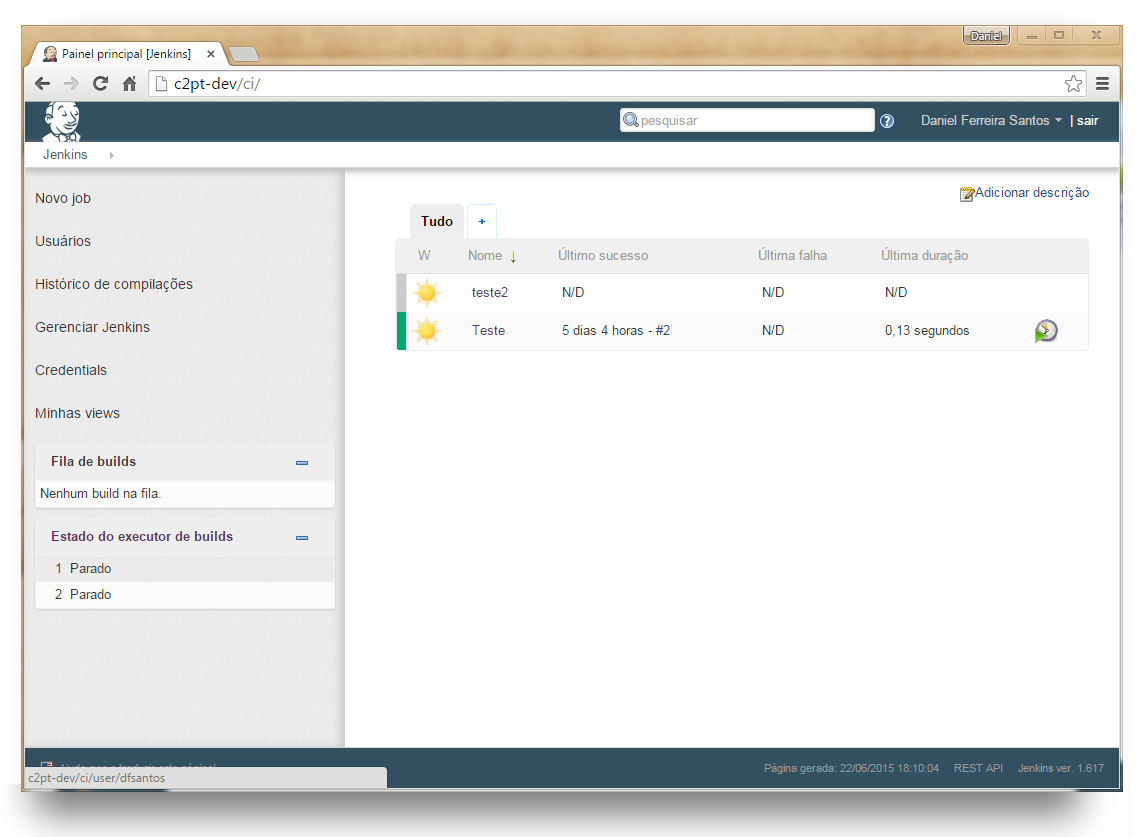 Daniel
Painel principal [Jenkins]
c2pt-dev/ci/
pesquisar
Daniel Ferreira Santos | sair
Jenkins
Novo job
Usuários
Histórico de compilações
Gerenciar Jenkins
Credentials
Minhas views
Fila de builds
Nenhum build na fila.
Estado do executor de builds
1 Parado
2 Parado
Adicionar descrição
Tudo +
W Nome ↓ Último sucesso Última falha Última duração
teste2 N/D N/D N/D
Teste 5 dias 4 horas - #2 N/D 0,13 segundos
c2pt-dev/ci/user/dfsantos
Página gerada: 22/06/2015 18:10:04 REST API Jenkins ver. 1.617